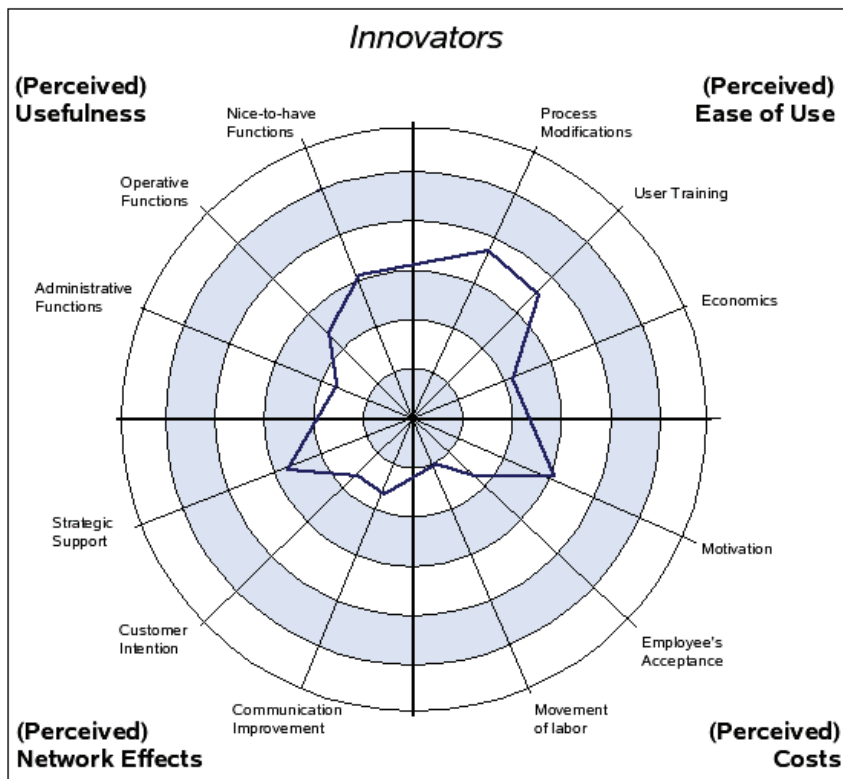 Innovators
(Perceived)
Usefulness
(Perceived)
Ease of Use
Nice-to-have
Functions
Process
Modifications
Operative
Functions
User Training
Administrative
Functions
Economics
Strategic
Support
Motivation
Customer
Intention
Employee's
Acceptance
Communication
Improvement
Movement
of labor
(Perceived)
Network Effects
(Perceived)
Costs